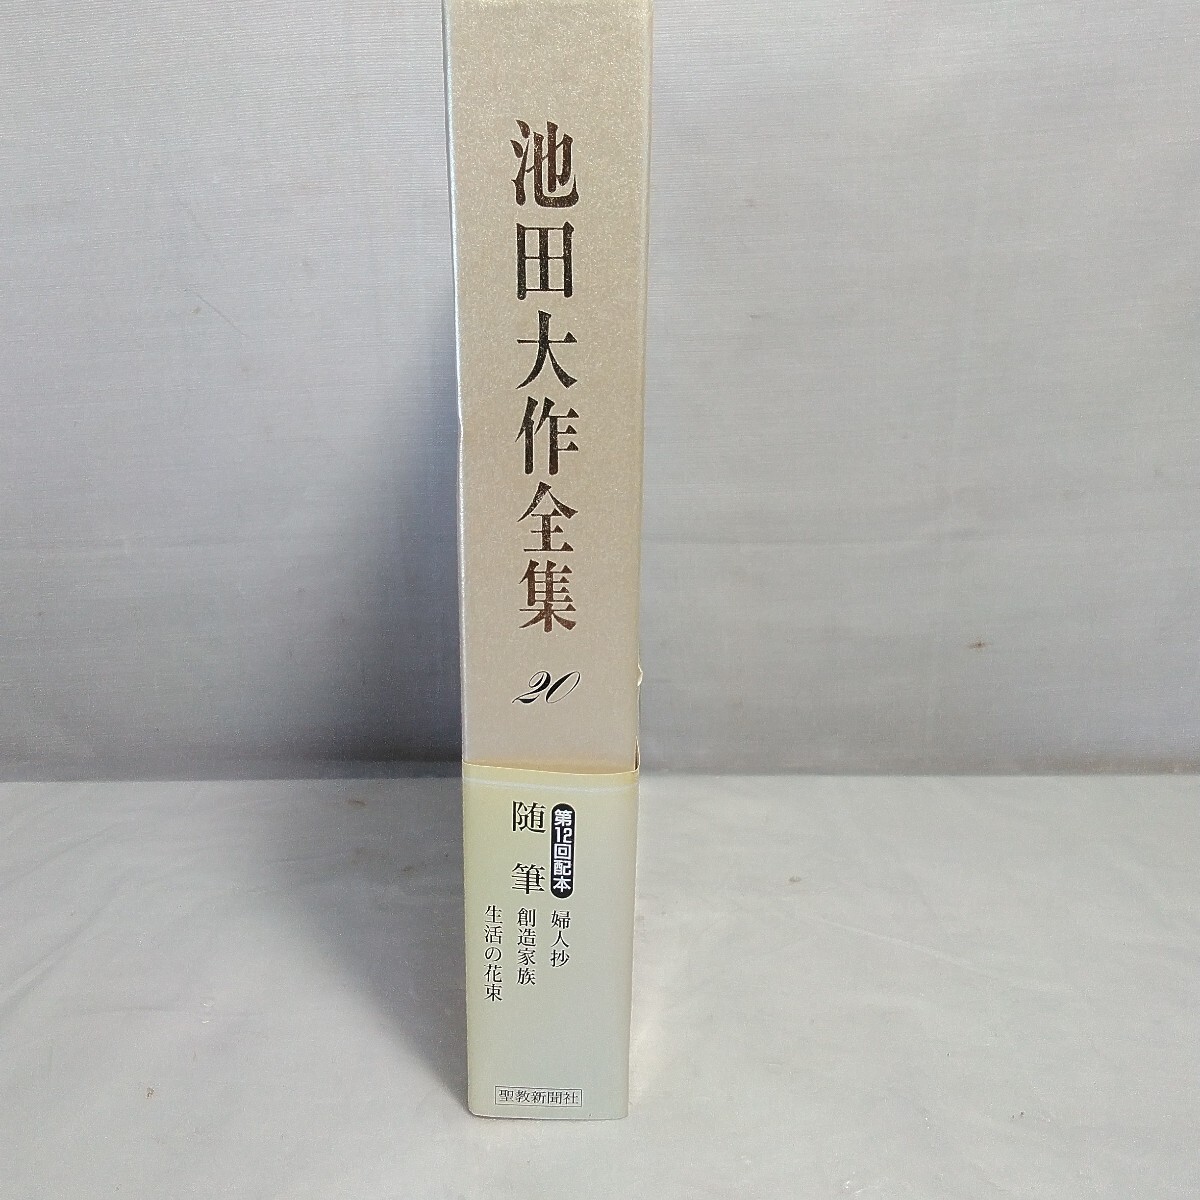 池田大作全集
20
第12回配本
随筆
婦人抄
創造家族
生活の花束
聖教新聞社